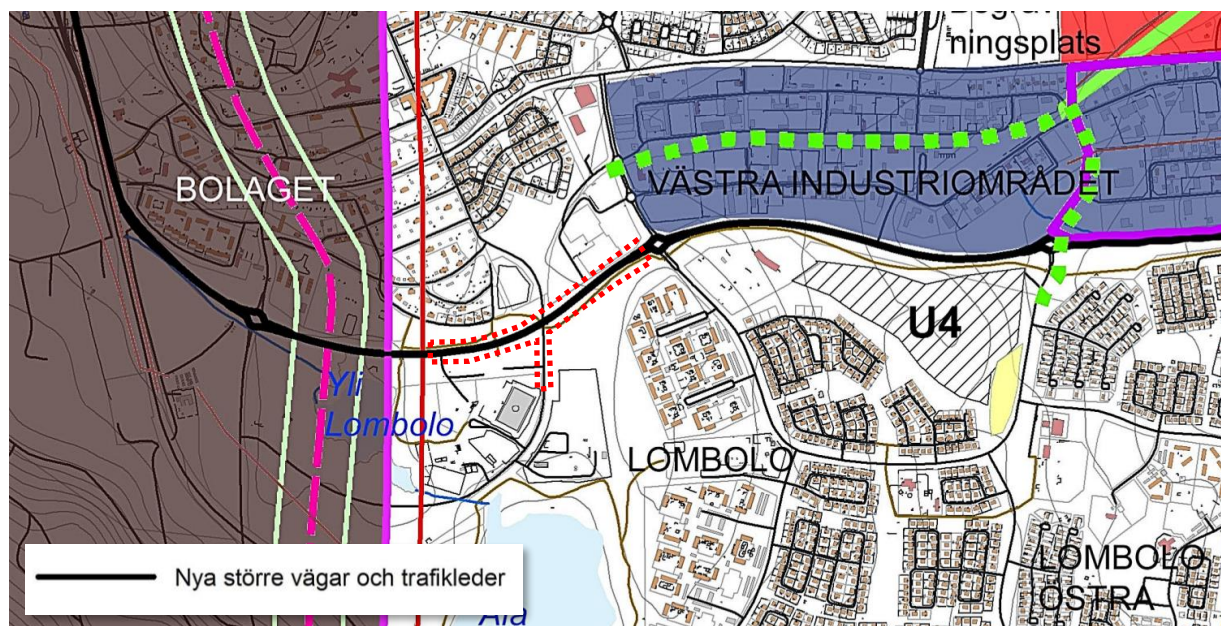 ningsplats
BOLAGET
VÄSTRA INDUSTRIOMRÅDET
U4
Yli
Lombolo
LOMBOLO
LOMBOLO
ÖSTRA
Nya större vägar och trafikleder